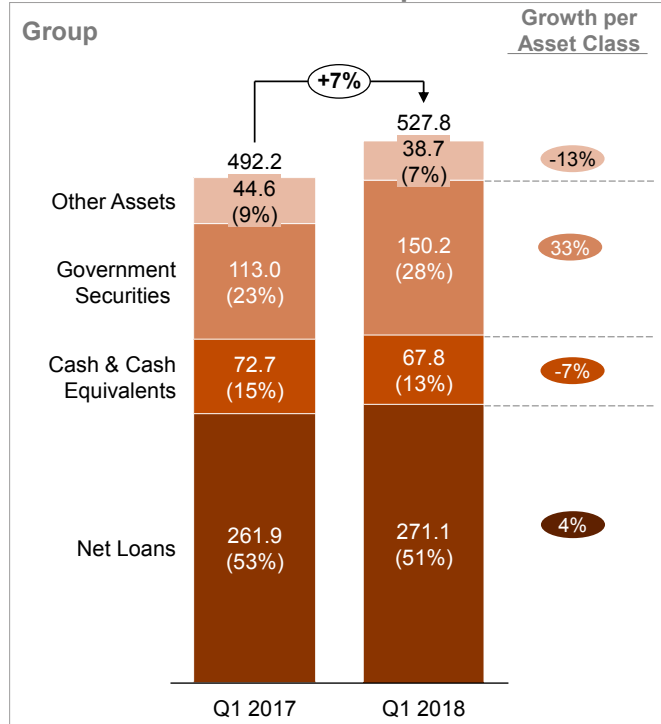 Group
Growth per
Asset Class
+7%
492.2
527.8
Other Assets
44.6
(9%)
38.7
(7%)
-13%
Government
Securities
113.0
(23%)
150.2
(28%)
33%
Cash & Cash
Equivalents
72.7
(15%)
67.8
(13%)
-7%
Net Loans
261.9
(53%)
271.1
(51%)
4%
Q1 2017
Q1 2018